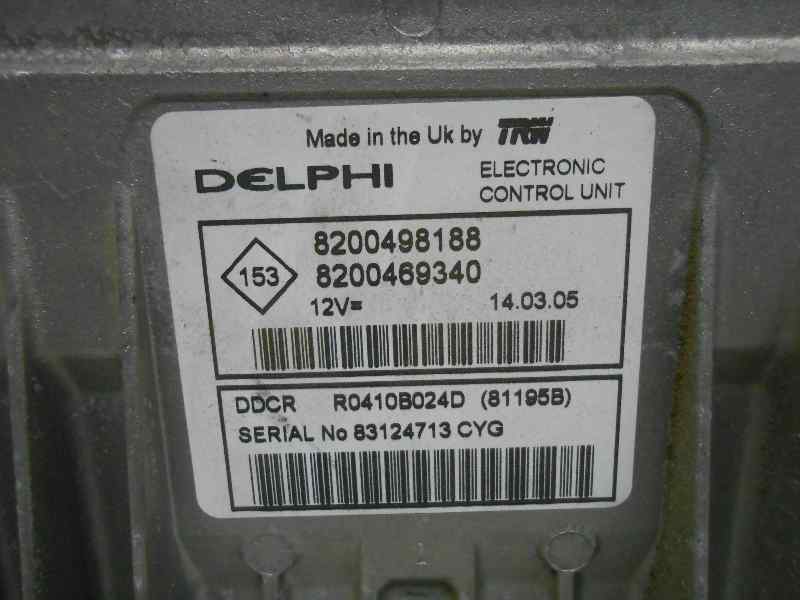 Made in the Uk by TRW
DELPHI
ELECTRONIC
CONTROL UNIT
153
8200498188
8200469340
12V=
14.03.05
DDCR R0410B024D (81195B)
SERIAL No 83124713 CYG
1